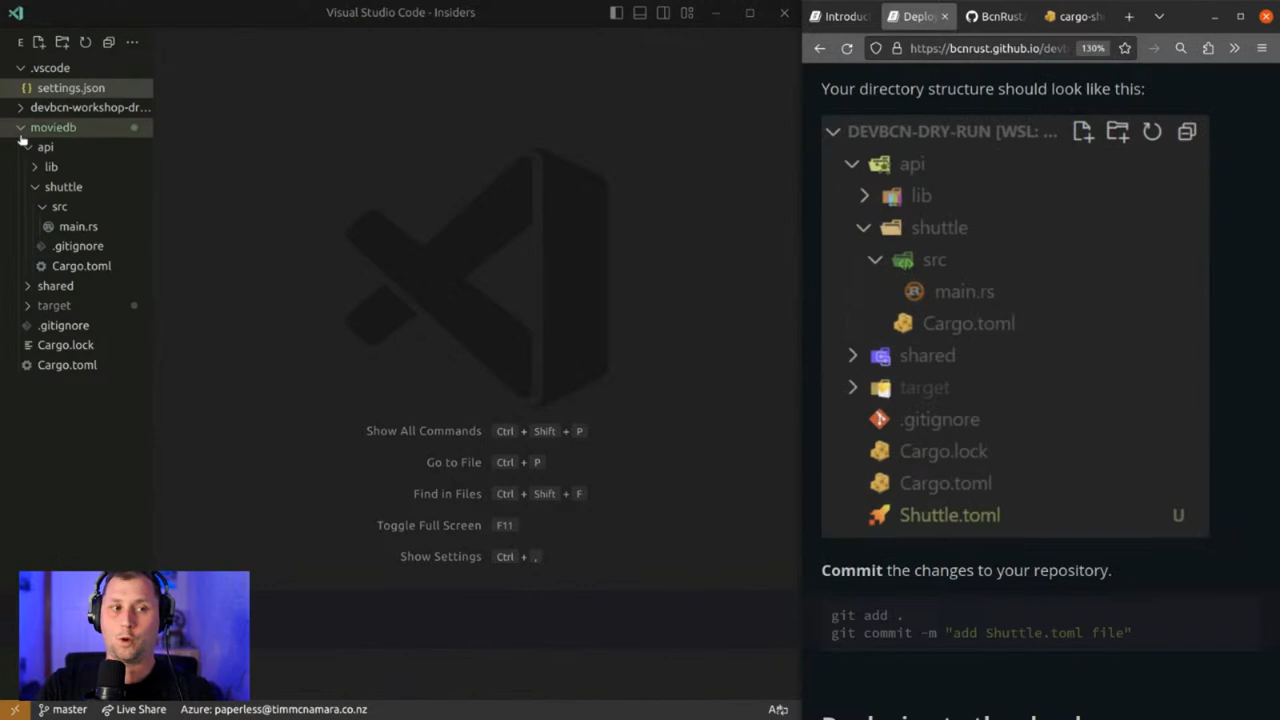 Visual Studio Code - Insiders
E
.vscode
settings.json
devbcn-workshop-dr...
moviedb
api
lib
shuttle
src
main.rs
.gitignore
Cargo.toml
shared
target
.gitignore
Cargo.lock
Cargo.toml
Show All Commands Ctrl + Shift + P
Go to File Ctrl + P
Find in Files Ctrl + Shift + F
Toggle Full Screen F11
Show Settings Ctrl + ,
master Live Share Azure: paperless@timmcnamara.co.nz
Introduc
Deploy
BcnRust/
cargo-sh
https://bcnrust.github.io/devb 130%
Your directory structure should look like this:
DEVBCN-DRY-RUN [WSL: ...
api
lib
shuttle
src
main.rs
Cargo.toml
shared
target
.gitignore
Cargo.lock
Cargo.toml
Shuttle.toml U
Commit the changes to your repository.
git add .
git commit -m "add Shuttle.toml file"